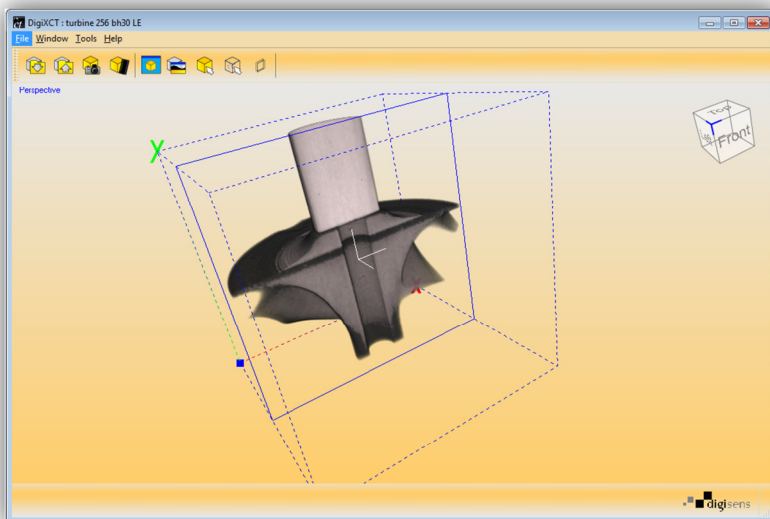 DigiXCT : turbine 256 bh30 LE
File Window Tools Help
Perspective
Y
X
Top
Front
digisens